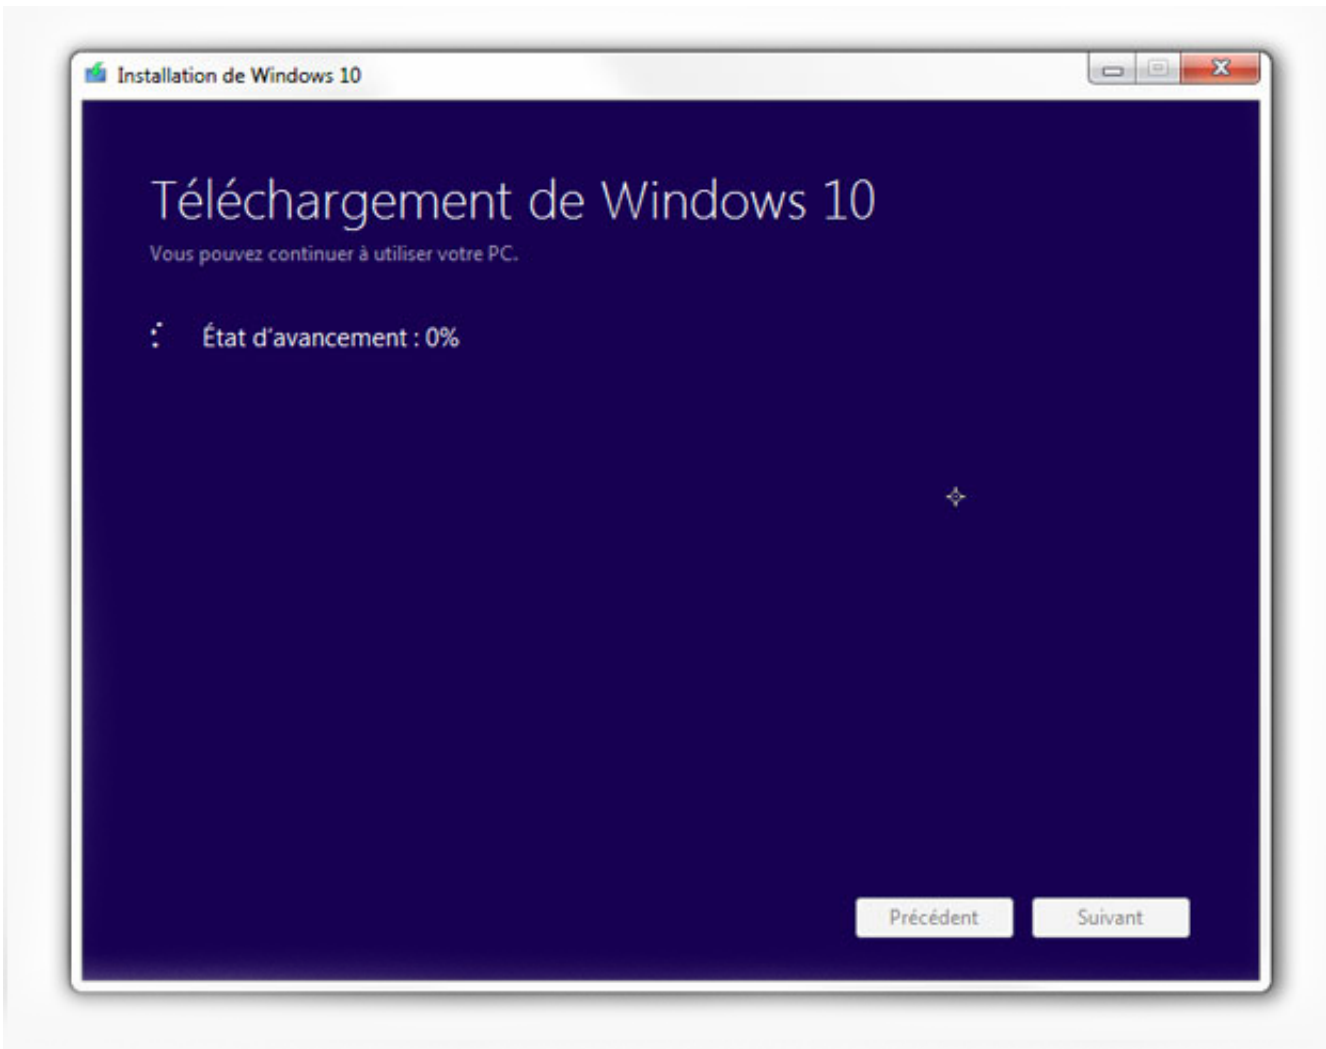 Installation de Windows 10
Téléchargement de Windows 10
Vous pouvez continuer à utiliser votre PC.
État d'avancement : 0%
Précédent
Suivant